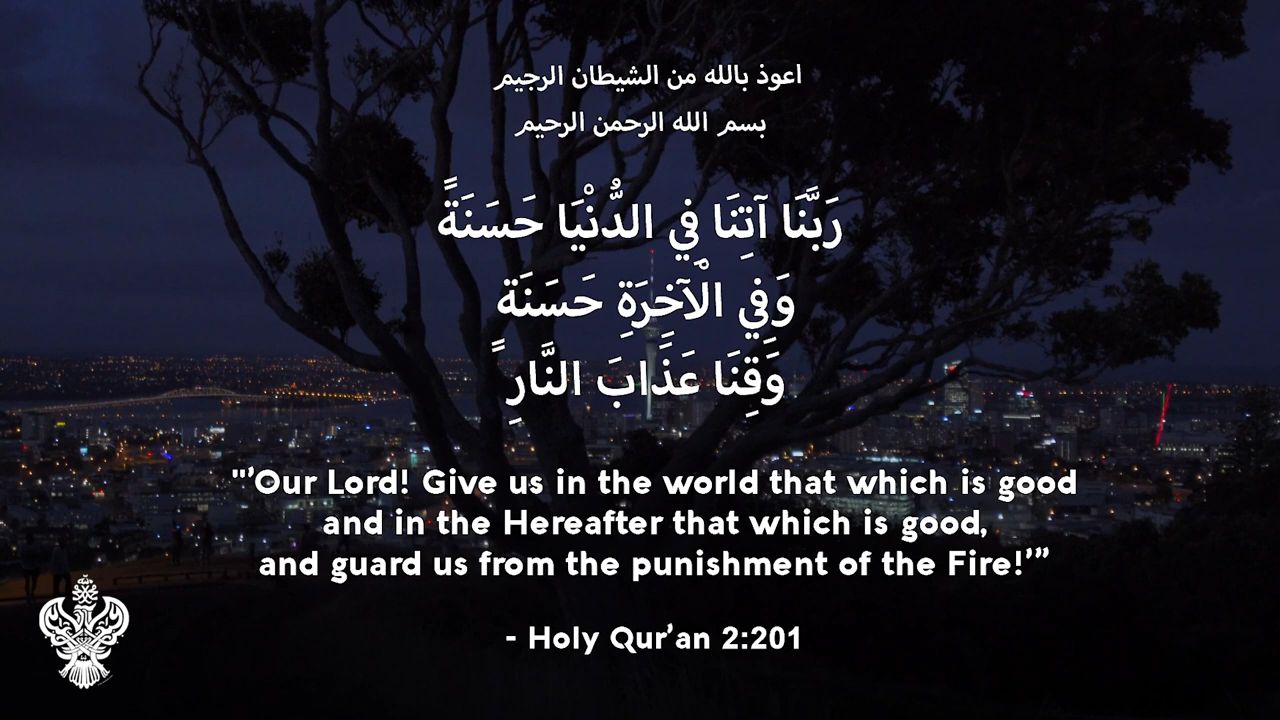 اعوذ بالله من الشيطان الرجيم
بسم الله الرحمن الرحيم
رَبَّنَا آتِنَا فِي الدُّنْيَا حَسَنَةً
وَفِي الْآخِرَةِ حَسَنَةً
وَقِنَا عَذَابَ النَّارِ
"'Our Lord! Give us in the world that which is good
and in the Hereafter that which is good,
and guard us from the punishment of the Fire!'"
- Holy Qur'an 2:201